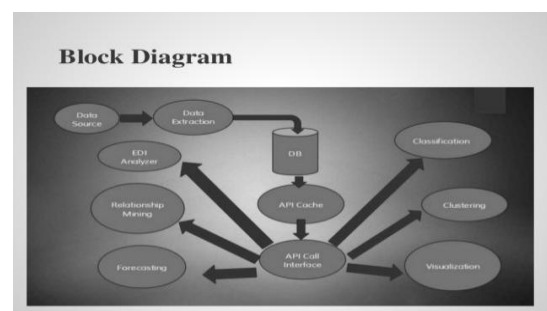 Block Diagram
Data
Source
Data
Extraction
DB
EDI
Analyzer
Classification
Relationship
Mining
API Cache
Clustering
Forecasting
API Call
Interface
Visualization